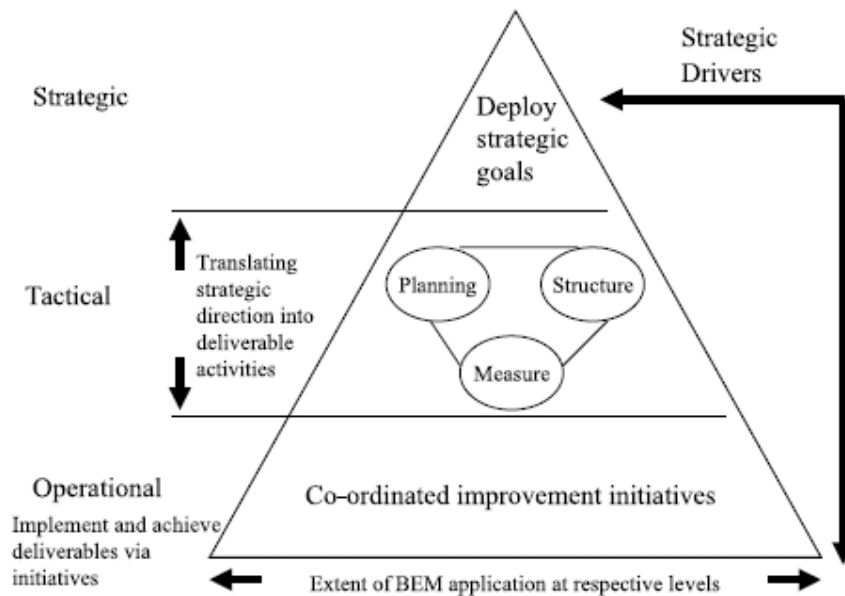 Strategic
Drivers
Strategic
Deploy
strategic
goals
Tactical
Translating
strategic
direction into
deliverable
activities
Planning
Structure
Measure
Operational
Implement and achieve
deliverables via
initiatives
Co-ordinated improvement initiatives
Extent of BEM application at respective levels